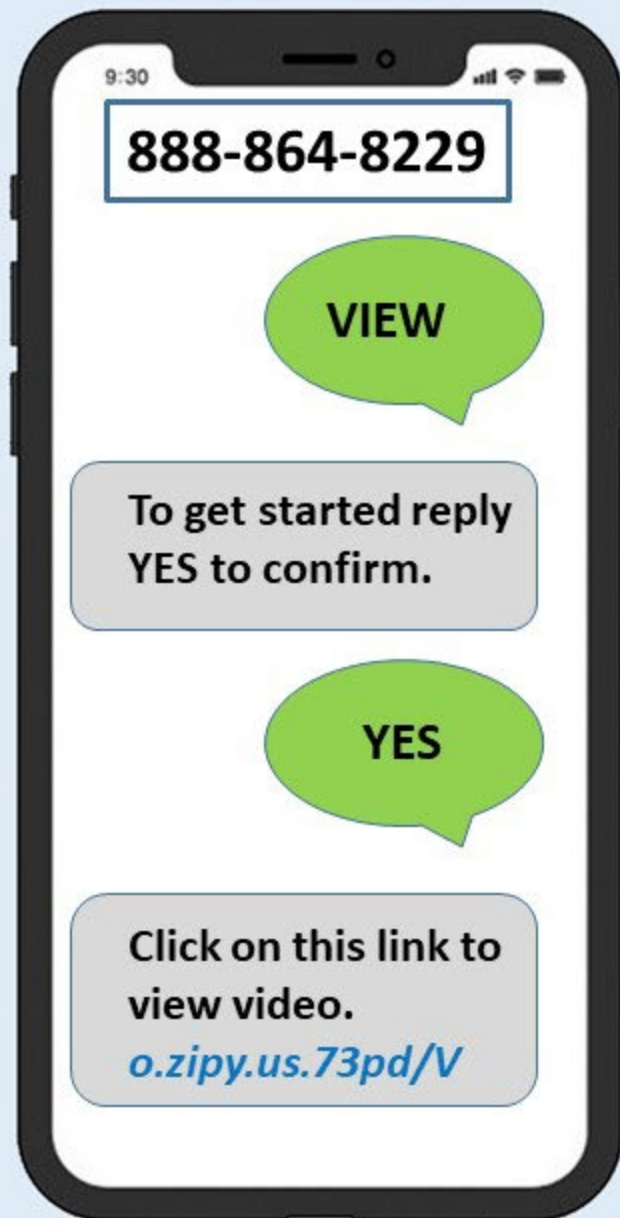 9:30
888-864-8229
VIEW
To get started reply
YES to confirm.
YES
Click on this link to
view video.
o.zipy.us.73pd/V